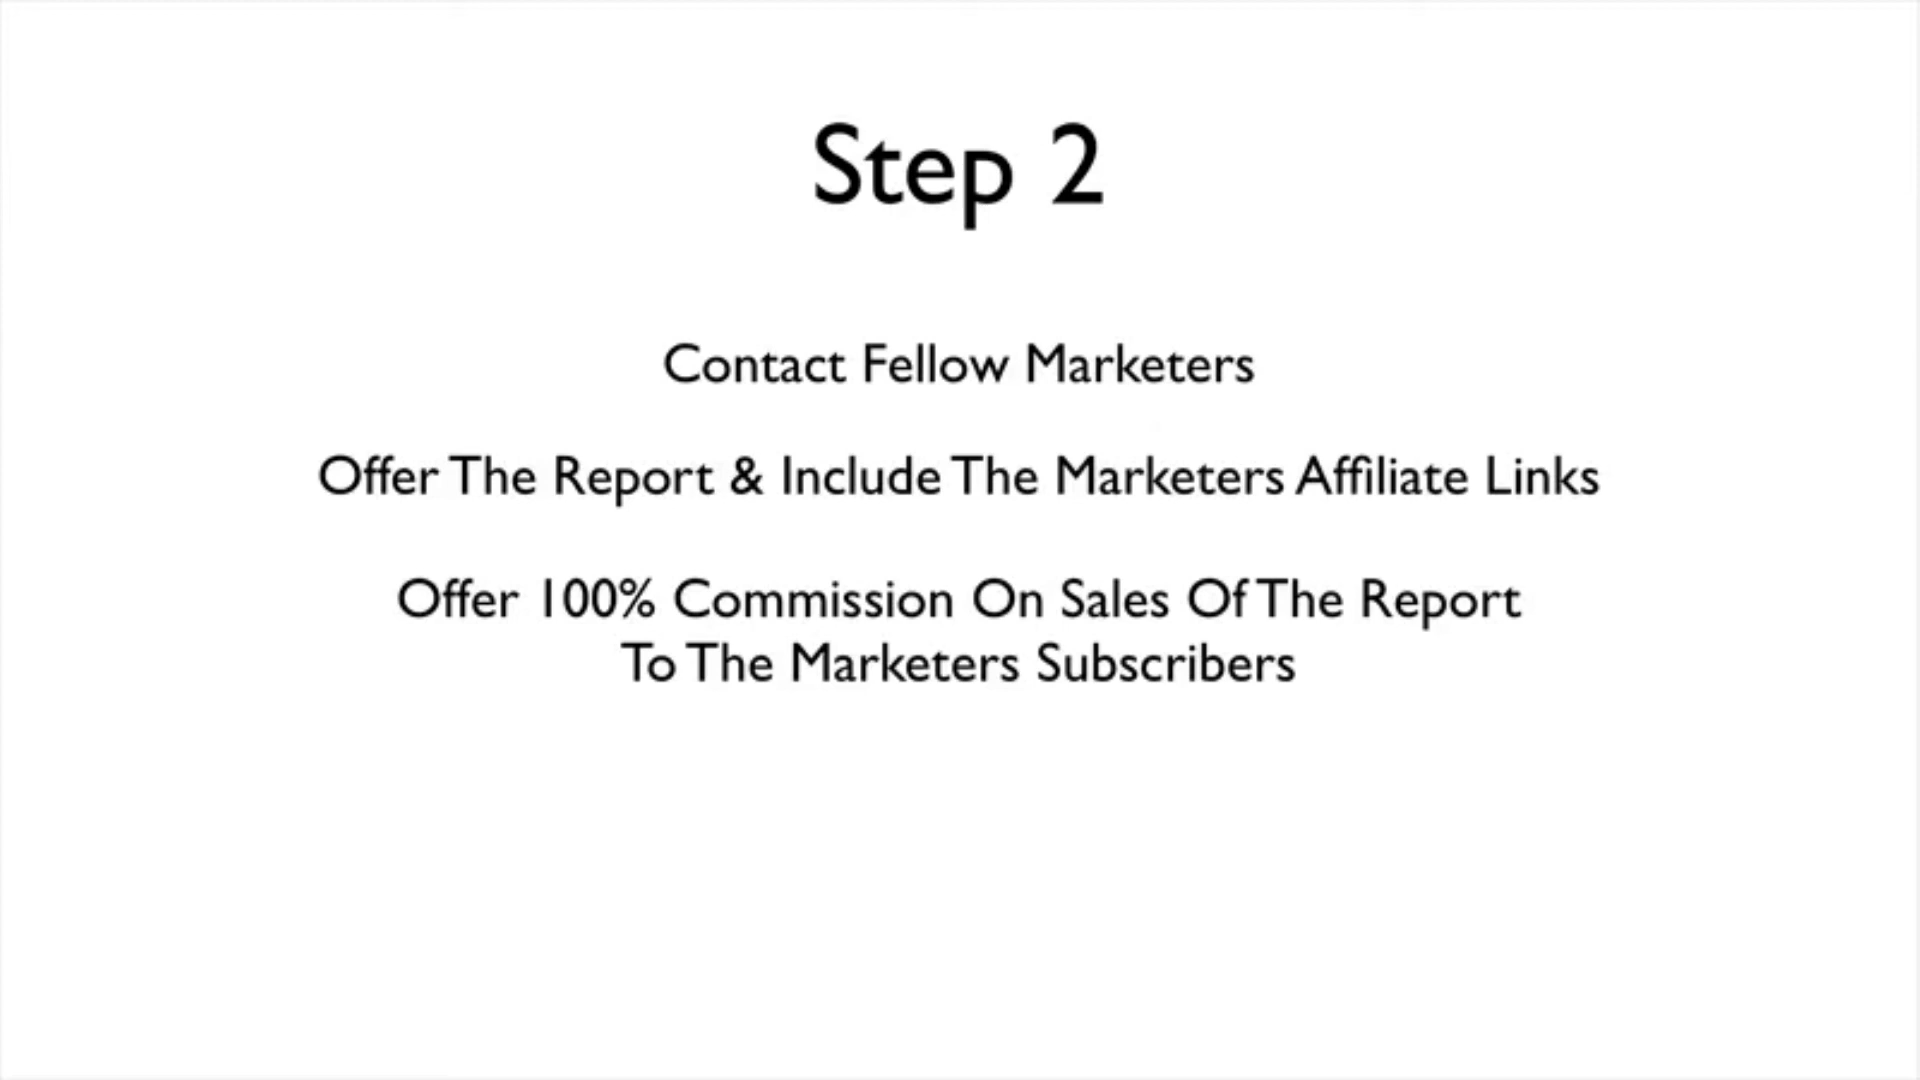 Step 2
Contact Fellow Marketers
Offer The Report & Include The Marketers Affiliate Links
Offer 100% Commission On Sales Of The Report
To The Marketers Subscribers